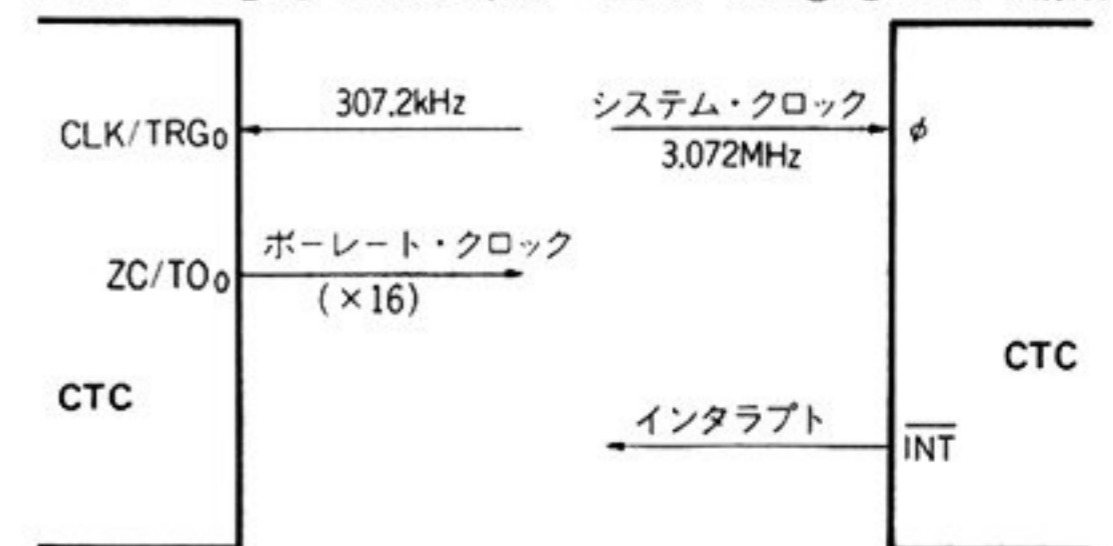 307.2kHz
CLK/TRG₀
ボーレート・クロック
ZC/TO₀
(×16)
CTC
システム・クロック
φ
3.072MHz
CTC
インタラプト
INT